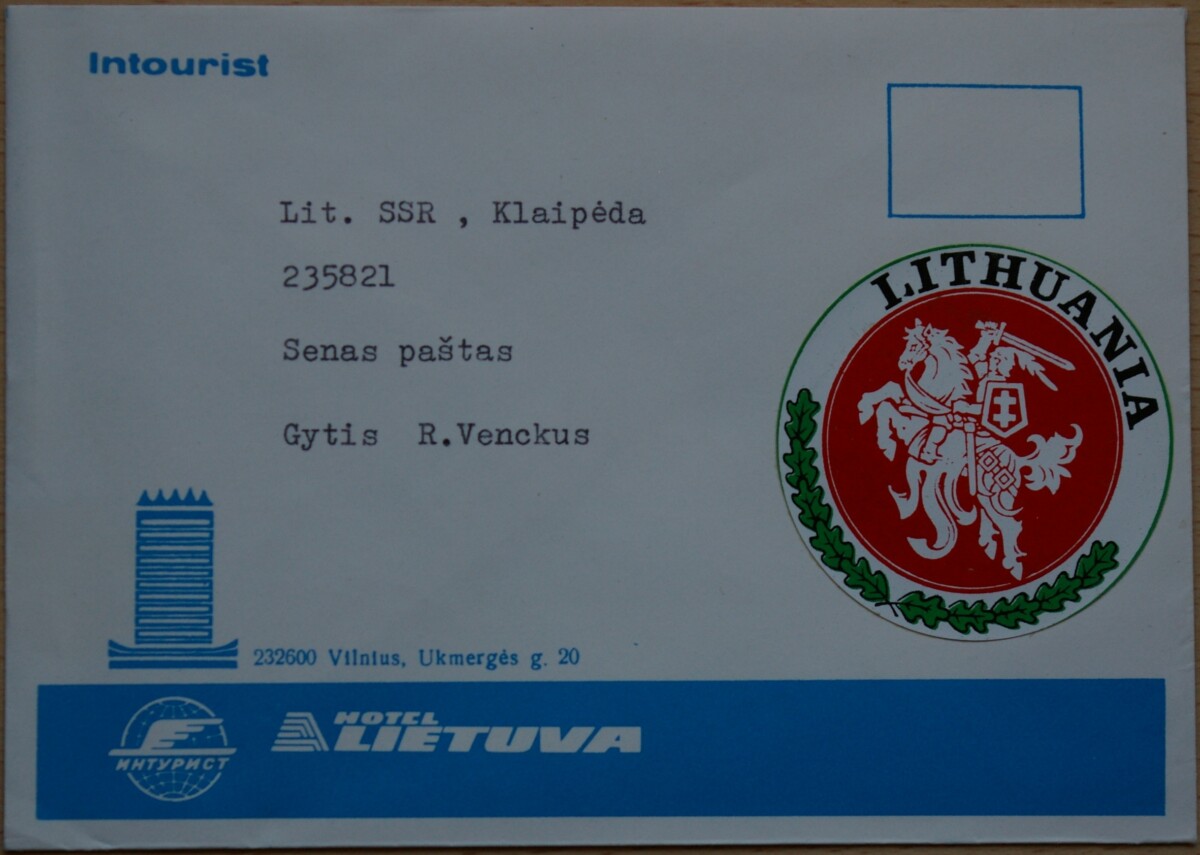 Intourist
Lit. SSR , Klaipėda
235821
Senas paštas
Gytis R.Venckus
LITHUANIA
232600 Vilnius, Ukmergės g. 20
ИНТУРИСТ
HOTEL
LIETUVA